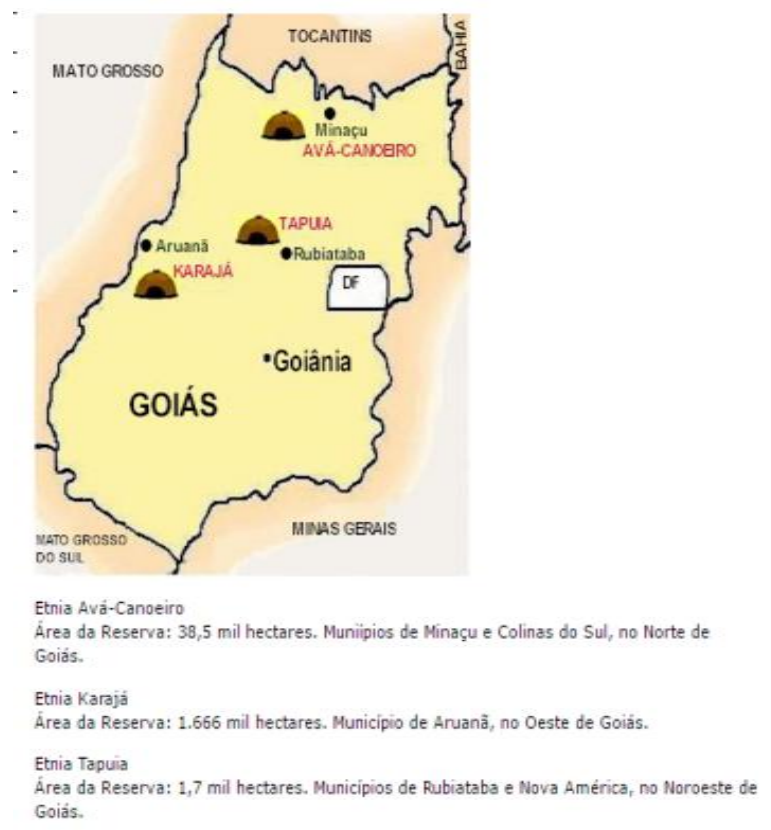 TOCANTINS
BAHIA
MATO GROSSO
Minaçu
AVÁ-CANOEIRO
TAPUIA
Aruanã
Rubiataba
KARAJÁ
DF
Goiânia
GOIÁS
MINAS GERAIS
MATO GROSSO
DO SUL
Etnia Avá-Canoeiro
Área da Reserva: 38,5 mil hectares. Muniípios de Minaçu e Colinas do Sul, no Norte de
Goiás.
Etnia Karajá
Área da Reserva: 1.666 mil hectares. Município de Aruanã, no Oeste de Goiás.
Etnia Tapuia
Área da Reserva: 1,7 mil hectares. Municípios de Rubiataba e Nova América, no Noroeste de
Goiás.